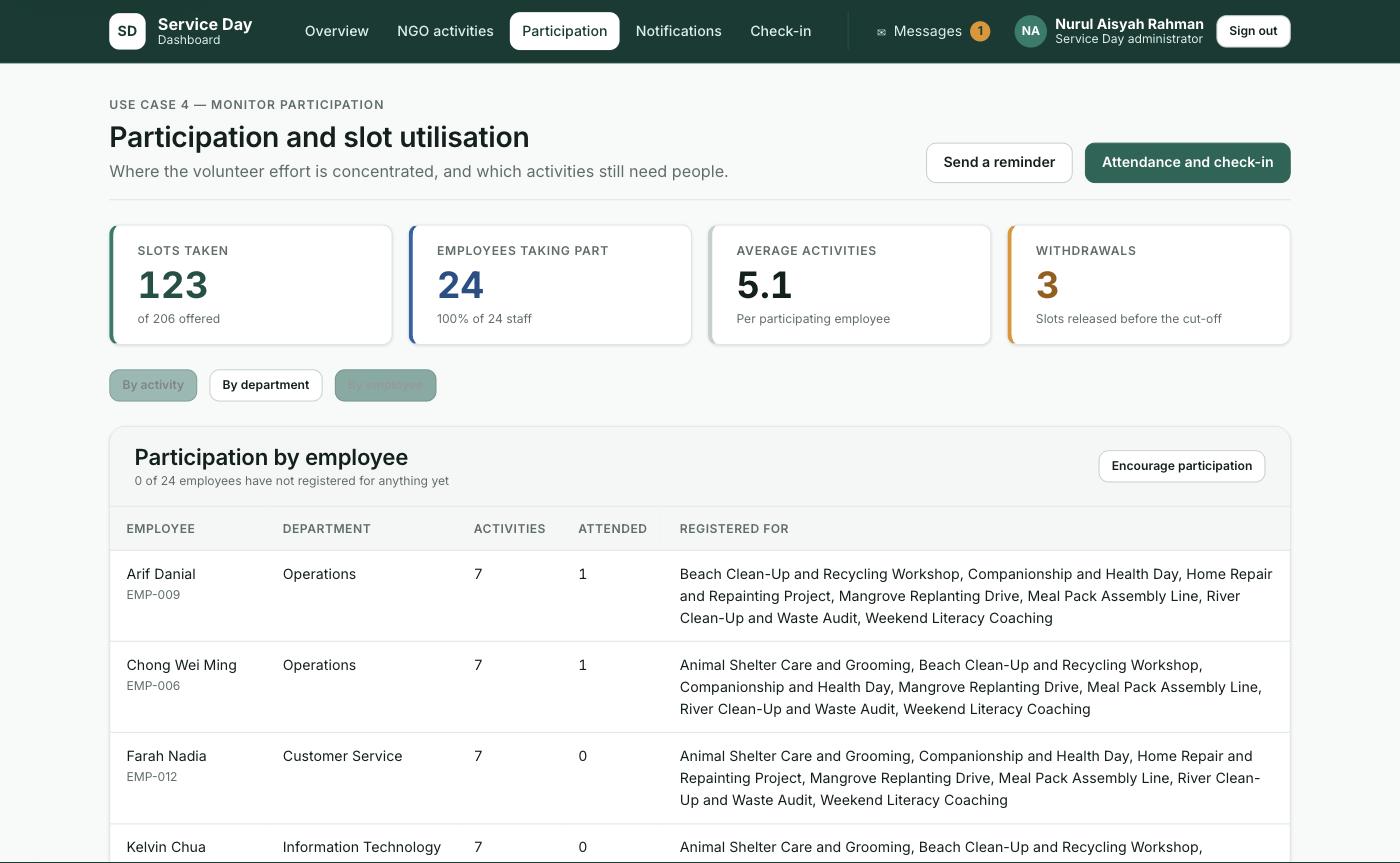 SD
Service Day
Dashboard
Overview
NGO activities
Participation
Notifications
Check-in
✉ Messages 1
NA
Nurul Aisyah Rahman
Service Day administrator
Sign out
USE CASE 4 — MONITOR PARTICIPATION
Participation and slot utilisation
Where the volunteer effort is concentrated, and which activities still need people.
Send a reminder
Attendance and check-in
SLOTS TAKEN
123
of 206 offered
EMPLOYEES TAKING PART
24
100% of 24 staff
AVERAGE ACTIVITIES
5.1
Per participating employee
WITHDRAWALS
3
Slots released before the cut-off
By activity
By department
By employee
Participation by employee
0 of 24 employees have not registered for anything yet
Encourage participation
EMPLOYEE DEPARTMENT ACTIVITIES ATTENDED REGISTERED FOR
Arif Danial
EMP-009
Operations
7
1
Beach Clean-Up and Recycling Workshop, Companionship and Health Day, Home Repair
and Repainting Project, Mangrove Replanting Drive, Meal Pack Assembly Line, River
Clean-Up and Waste Audit, Weekend Literacy Coaching
Chong Wei Ming
EMP-006
Operations
7
1
Animal Shelter Care and Grooming, Beach Clean-Up and Recycling Workshop,
Companionship and Health Day, Mangrove Replanting Drive, Meal Pack Assembly Line,
River Clean-Up and Waste Audit, Weekend Literacy Coaching
Farah Nadia
EMP-012
Customer Service
7
0
Animal Shelter Care and Grooming, Companionship and Health Day, Home Repair and
Repainting Project, Mangrove Replanting Drive, Meal Pack Assembly Line, River Clean-
Up and Waste Audit, Weekend Literacy Coaching
Kelvin Chua
Information Technology
7
0
Animal Shelter Care and Grooming, Beach Clean-Up and Recycling Workshop,